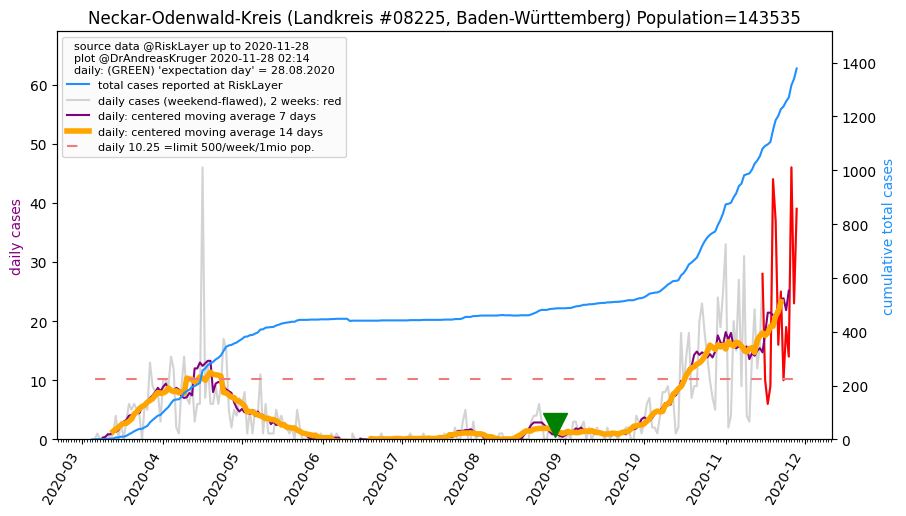 Neckar-Odenwald-Kreis (Landkreis #08225, Baden-Württemberg) Population=143535
source data @RiskLayer up to 2020-11-28
plot @DrAndreasKruger 2020-11-28 02:14
daily: (GREEN) 'expectation day' = 28.08.2020
total cases reported at RiskLayer
daily cases (weekend-flawed), 2 weeks: red
daily: centered moving average 7 days
daily: centered moving average 14 days
daily 10.25 =limit 500/week/1mio pop.
daily cases
60
50
40
30
20
10
0
1400
1200
1000
800
600
400
200
0
cumulative total cases
2020-03
2020-04
2020-05
2020-06
2020-07
2020-08
2020-09
2020-10
2020-11
2020-12